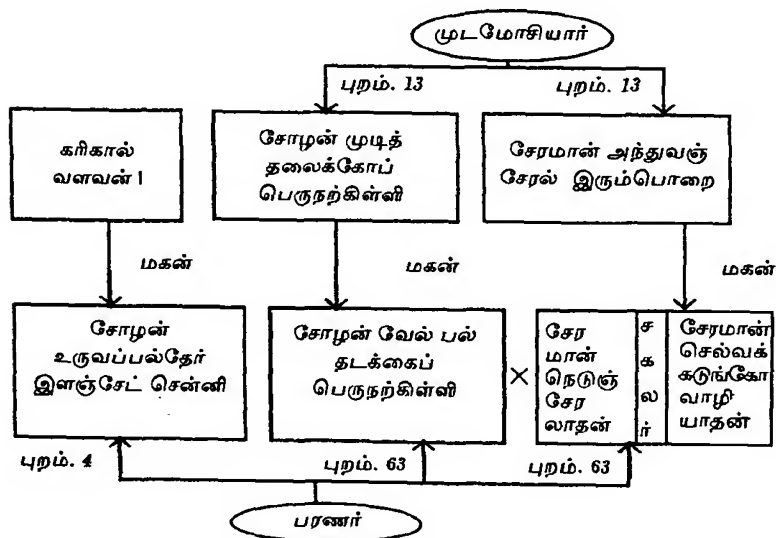 முடமோசியார்
புறம். 13
புறம். 13
கரிகால்
வளவன் I
சோழன் முடித்
தலைக்கோப்
பெருநற்கிள்ளி
சேரமான் அந்துவஞ்
சேரல் இரும்பொறை
மகன்
மகன்
மகன்
சோழன்
உருவப்பல்தேர்
இளஞ்சேட் சென்னி
சோழன் வேல் பல்
தடக்கைப்
பெருநற்கிள்ளி
×
சேர
மான்
நெடுஞ்
சேர
லாதன்
ச
க
ல
ர்
சேரமான்
செல்வக்
கடுங்கோ
வாழி
யாதன்
புறம். 4
புறம். 63
புறம். 63
பரணர்